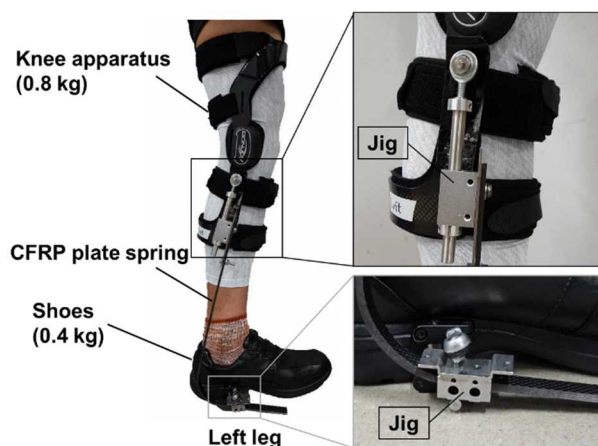 Knee apparatus
(0.8 kg)
Jig
CFRP plate spring
Shoes
(0.4 kg)
Jig
Left leg